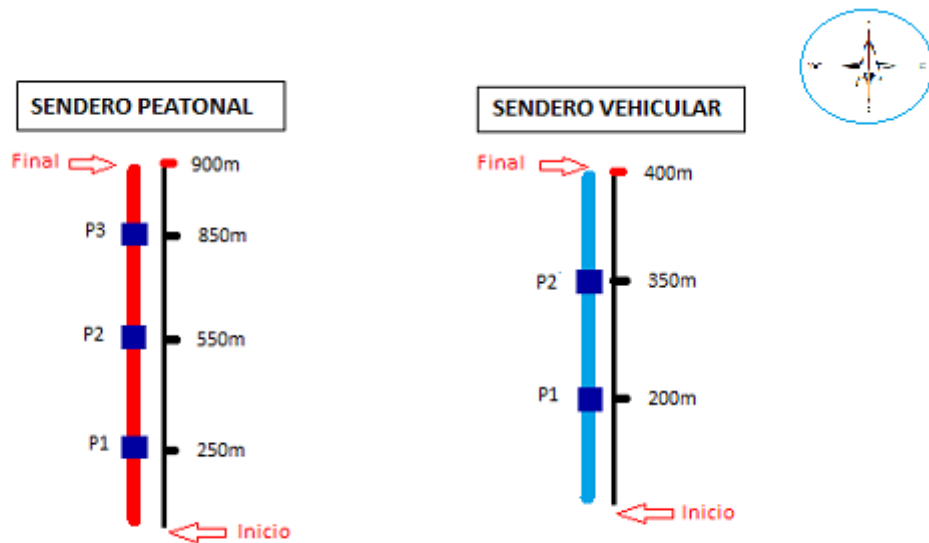 SENDERO PEATONAL
Final
900m
P3
850m
P2
550m
P1
250m
Inicio
SENDERO VEHICULAR
Final
400m
P2
350m
P1
200m
Inicio